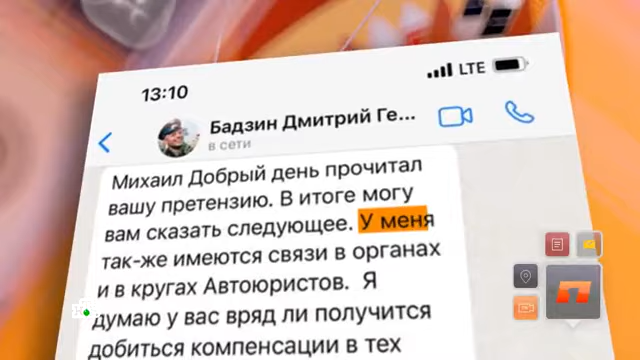 13:10
LTE
Бадзин Дмитрий Ге...
в сети
Михаил Добрый день прочитал
вашу претензию. В итоге могу
вам сказать следующее. У меня
так-же имеются связи в органах
и в кругах Автоюристов. Я
думаю у вас вряд ли получится
добиться компенсации в тех